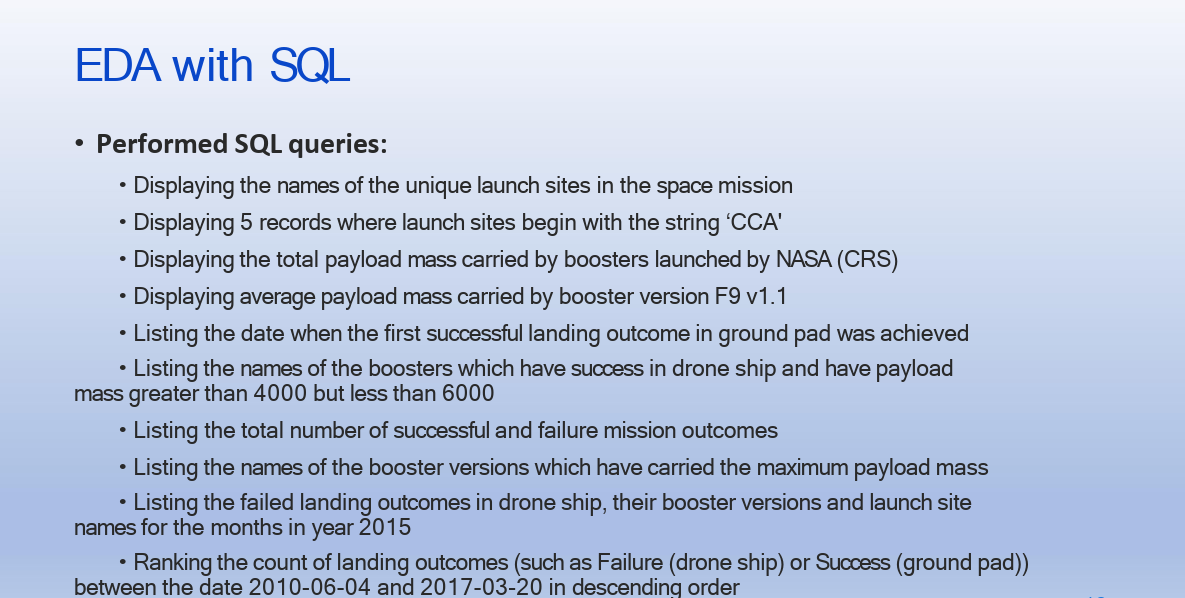 EDA with SQL
• Performed SQL queries:
• Displaying the names of the unique launch sites in the space mission
• Displaying 5 records where launch sites begin with the string ‘CCA'
• Displaying the total payload mass carried by boosters launched by NASA (CRS)
• Displaying average payload mass carried by booster version F9 v1.1
• Listing the date when the first successful landing outcome in ground pad was achieved
• Listing the names of the boosters which have success in drone ship and have payload
mass greater than 4000 but less than 6000
• Listing the total number of successful and failure mission outcomes
• Listing the names of the booster versions which have carried the maximum payload mass
• Listing the failed landing outcomes in drone ship, their booster versions and launch site
names for the months in year 2015
• Ranking the count of landing outcomes (such as Failure (drone ship) or Success (ground pad))
between the date 2010-06-04 and 2017-03-20 in descending order